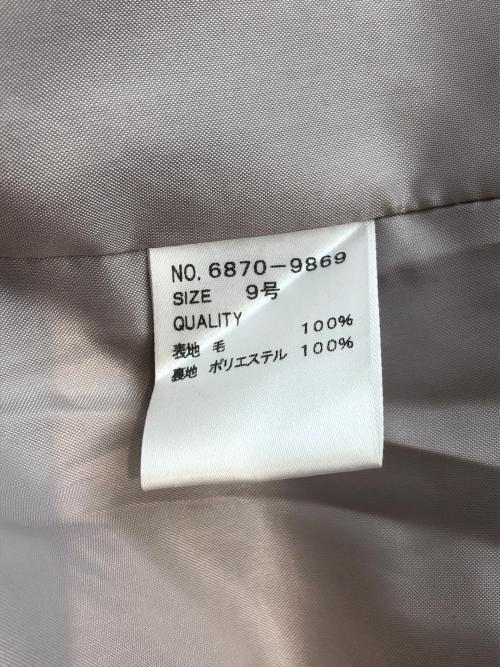 NO. 6870-9869
SIZE 9号
QUALITY
表地 毛 100%
裏地 ポリエステル 100%